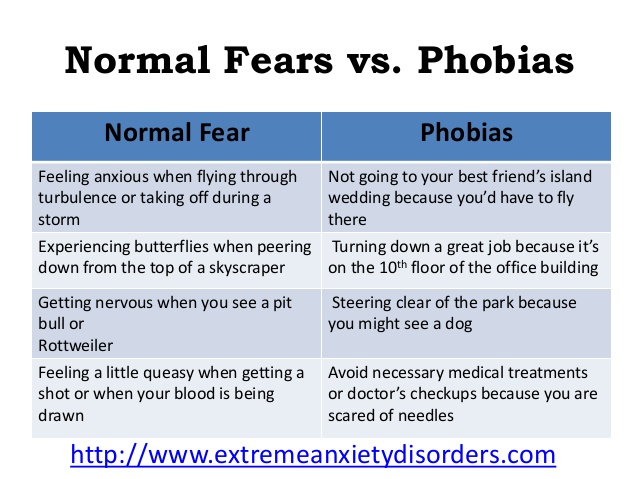 Normal Fears vs. Phobias
Normal Fear
Phobias
Feeling anxious when flying through
turbulence or taking off during a
storm
Not going to your best friend’s island
wedding because you’d have to fly
there
Experiencing butterflies when peering
down from the top of a skyscraper
Turning down a great job because it’s
on the 10th floor of the office building
Getting nervous when you see a pit
bull or
Rottweiler
Steering clear of the park because
you might see a dog
Feeling a little queasy when getting a
shot or when your blood is being
drawn
Avoid necessary medical treatments
or doctor’s checkups because you are
scared of needles
http://www.extremeanxietydisorders.com